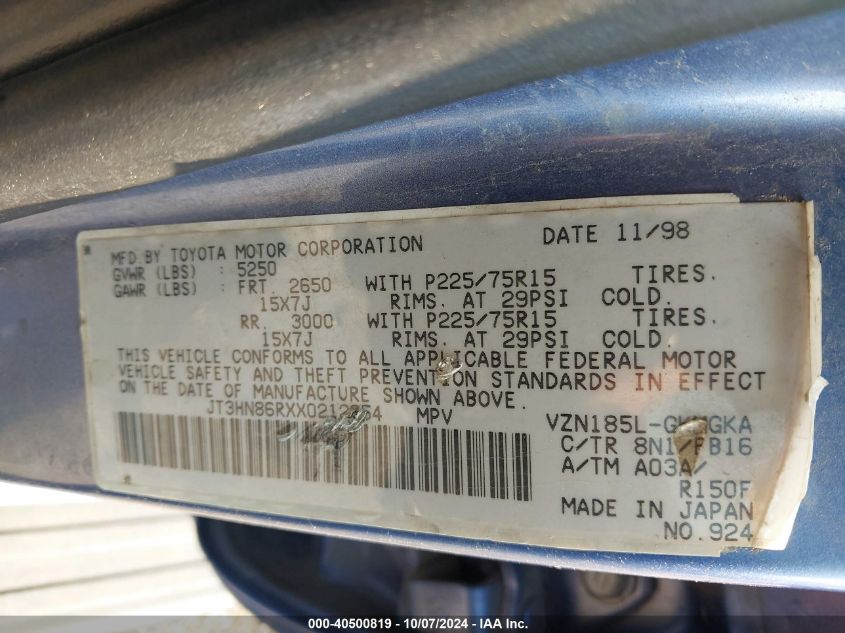 MFD BY TOYOTA MOTOR CORPORATION DATE 11/98
GVWR (LBS) : 5250
GAWR (LBS) : FRT. 2650 WITH P225/75R15 TIRES.
15X7J RIMS. AT 29PSI COLD.
RR. 3000 WITH P225/75R15 TIRES.
15X7J RIMS. AT 29PSI COLD.
THIS VEHICLE CONFORMS TO ALL APPLICABLE FEDERAL MOTOR
VEHICLE SAFETY AND THEFT PREVENTION STANDARDS IN EFFECT
ON THE DATE OF MANUFACTURE SHOWN ABOVE.
MPV
C/TR 8N1/FB16
A/TM A03A/
R150F
MADE IN JAPAN
NO.924
000-40500819 - 10/07/2024 - IAAI Inc.